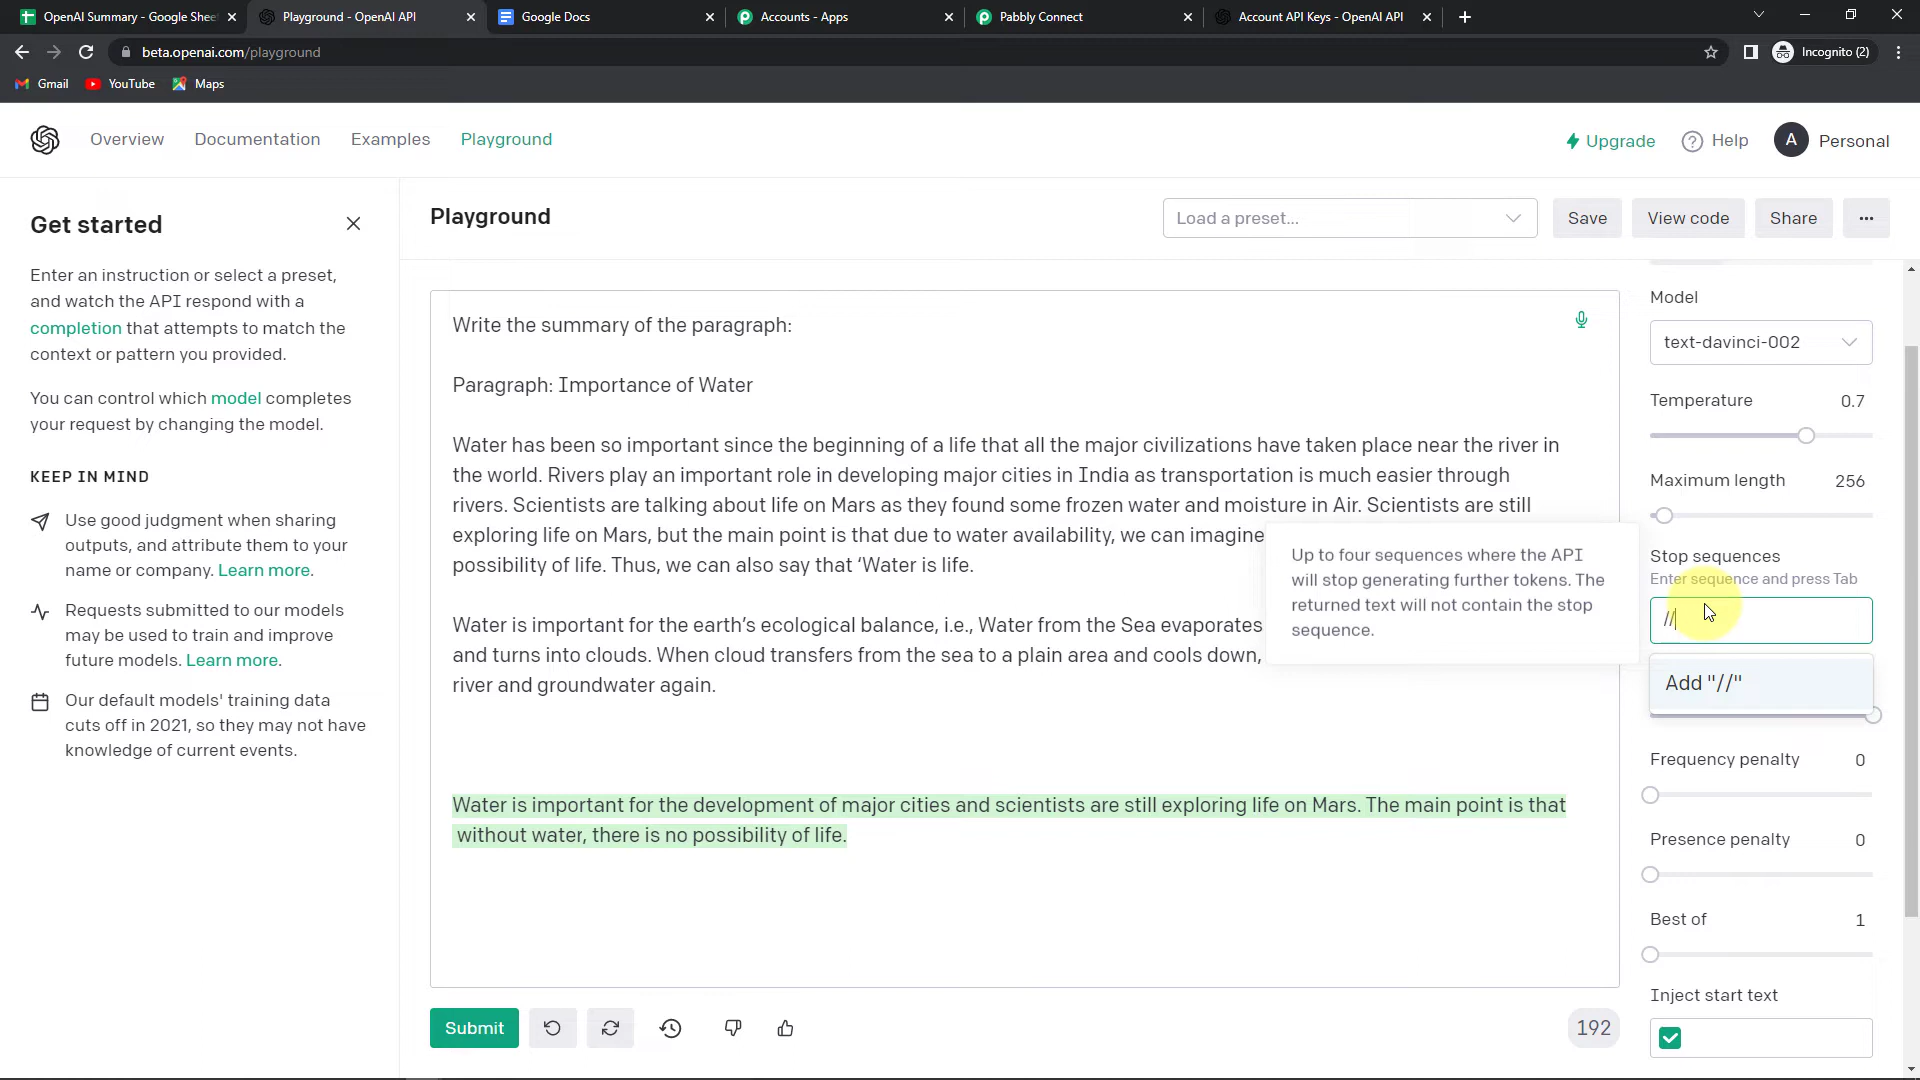 OpenAI Summary - Google Shee
Playground - OpenAI API
Google Docs
Accounts - Apps
Pabbly Connect
Account API Keys - OpenAI API
beta.openai.com/playground
Incognito (2)
Gmail
YouTube
Maps
Overview
Documentation
Examples
Playground
Upgrade
Help
A
Personal
Get started
Enter an instruction or select a preset,
and watch the API respond with a
completion that attempts to match the
context or pattern you provided.
You can control which model completes
your request by changing the model.
KEEP IN MIND
Use good judgment when sharing
outputs, and attribute them to your
name or company. Learn more.
Requests submitted to our models
may be used to train and improve
future models. Learn more.
Our default models' training data
cuts off in 2021, so they may not have
knowledge of current events.
Playground
Load a preset...
Save
View code
Share
...
Write the summary of the paragraph:
Paragraph: Importance of Water
Water has been so important since the beginning of a life that all the major civilizations have taken place near the river in
the world. Rivers play an important role in developing major cities in India as transportation is much easier through
rivers. Scientists are talking about life on Mars as they found some frozen water and moisture in Air. Scientists are still
exploring life on Mars, but the main point is that due to water availability, we can imagine
possibility of life. Thus, we can also say that ‘Water is life.
Water is important for the earth’s ecological balance, i.e., Water from the Sea evaporates
and turns into clouds. When cloud transfers from the sea to a plain area and cools down,
river and groundwater again.
Water is important for the development of major cities and scientists are still exploring life on Mars. The main point is that
without water, there is no possibility of life.
Up to four sequences where the API
will stop generating further tokens. The
returned text will not contain the stop
sequence.
Submit
192
Model
text-davinci-002
Temperature 0.7
Maximum length 256
Stop sequences
Enter sequence and press Tab
//
Add "//"
Frequency penalty 0
Presence penalty 0
Best of 1
Inject start text